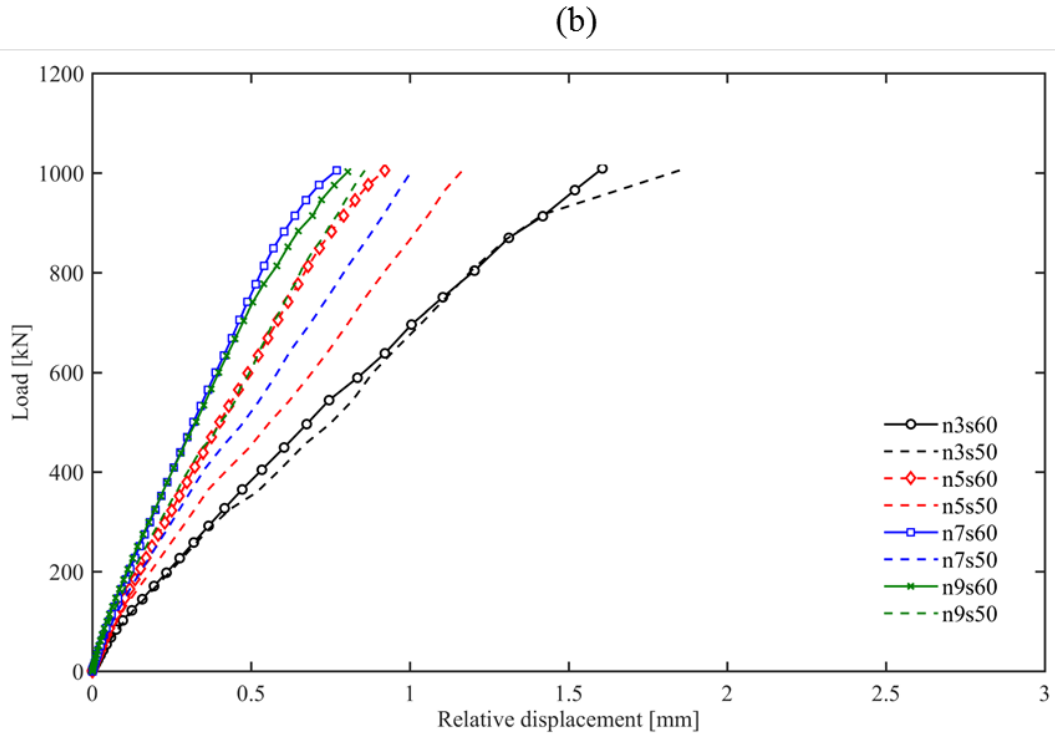 (b)
1200
1000
800
600
400
200
0
Load [kN]
n3s60
n3s50
n5s60
n5s50
n7s60
n7s50
n9s60
n9s50
0 0.5 1 1.5 2 2.5 3
Relative displacement [mm]